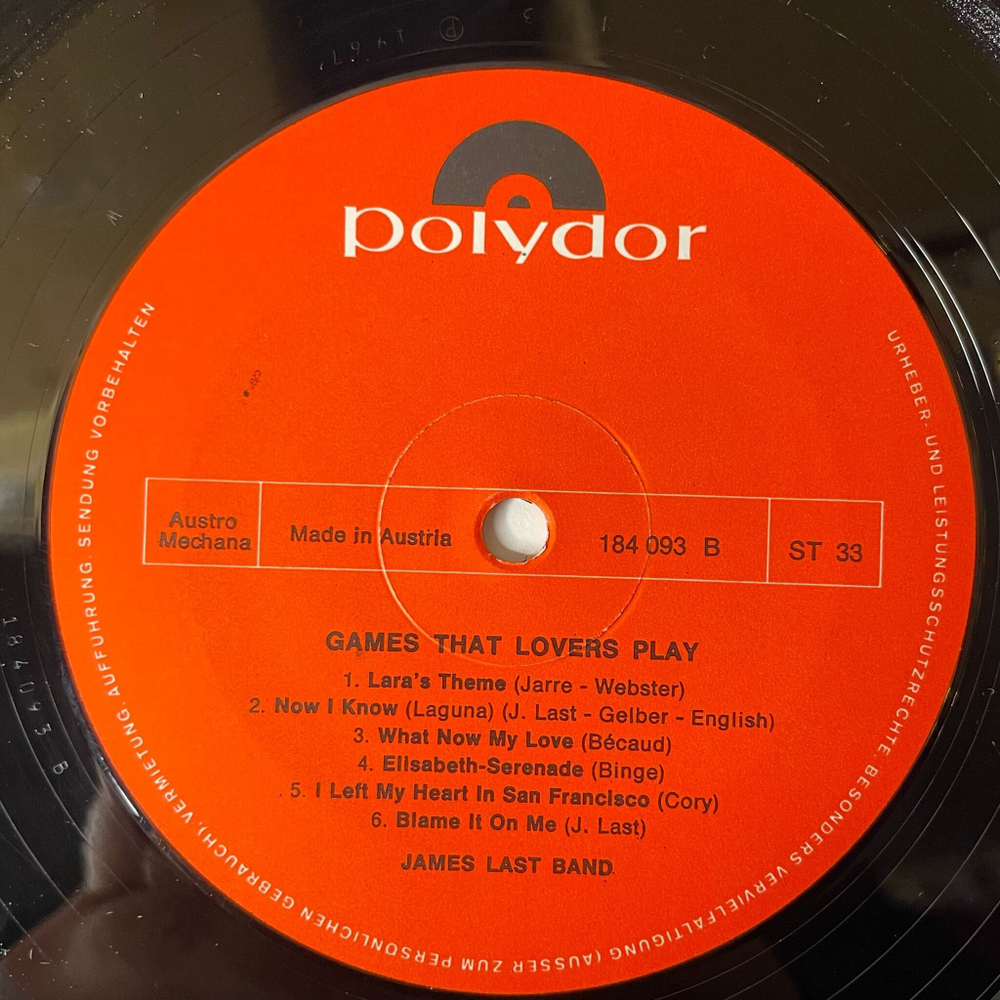 polydor
Austro
Mechana
Made in Austria
184 093 B
ST 33
GAMES THAT LOVERS PLAY
1. Lara's Theme (Jarre - Webster)
2. Now I Know (Laguna) (J. Last - Gelber - English)
3. What Now My Love (Bécaud)
4. Elisabeth-Serenade (Binge)
5. I Left My Heart In San Francisco (Cory)
6. Blame It On Me (J. Last)
JAMES LAST BAND
URHEBER- UND LEISTUNGSSCHUTZRECHTE BESONDERS VERVIELFÄLTIGUNG (AUSSER ZUM PERSÖNLICHEN GEBRAUCH), VERMIETUNG, AUFFÜHRUNG, SENDUNG VORBEHALTEN
184093 B
Ⓟ 1967